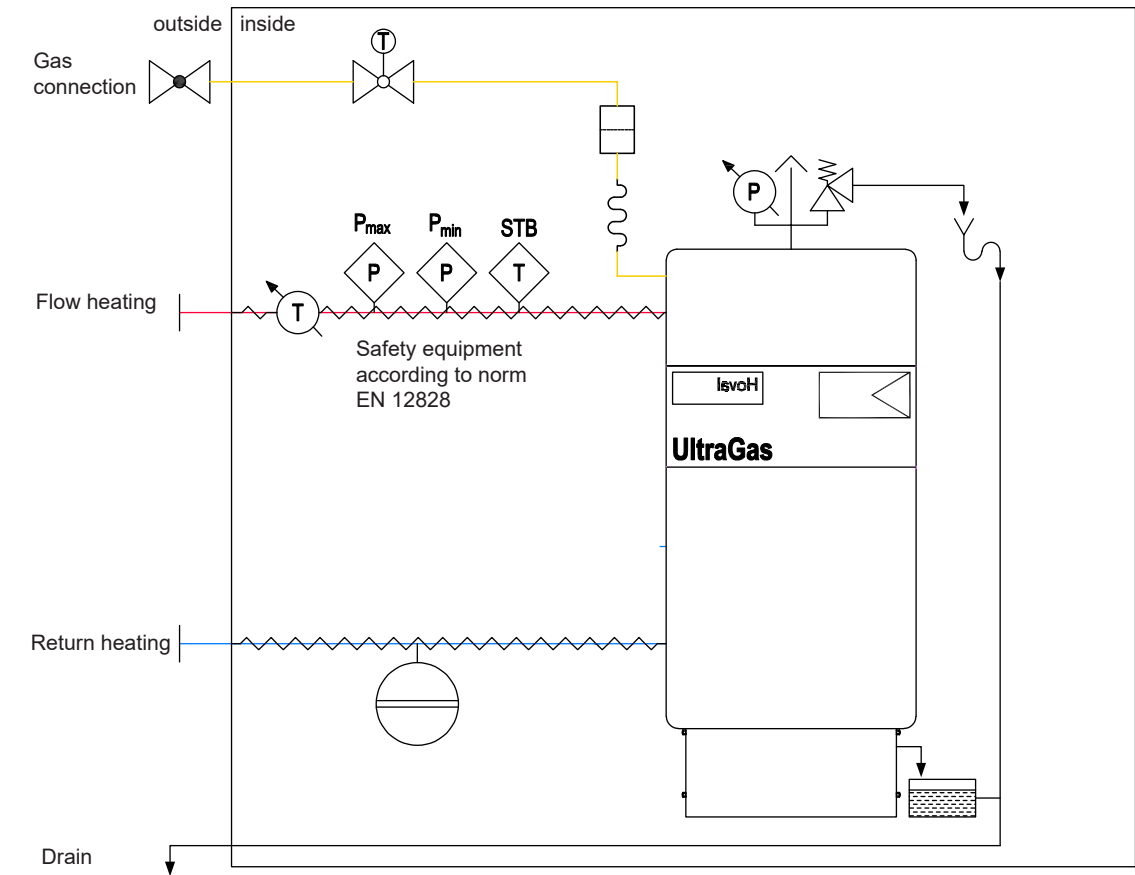 outside inside
Gas
connection
T
P
Pmax
Pmin
STB
P
P
T
Flow heating
T
Safety equipment
according to norm
EN 12828
Hoval
UltraGas
Return heating
Drain